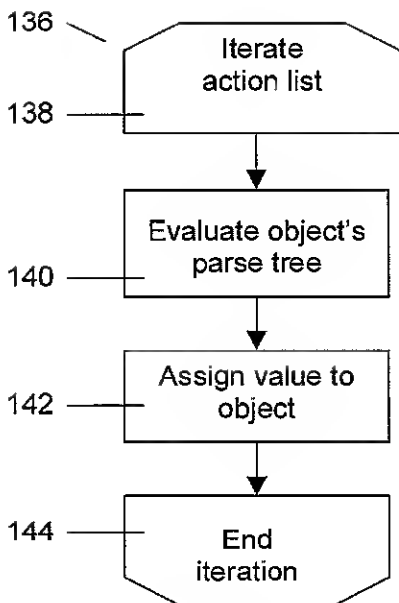 136
Iterate
action list
138
Evaluate object's
parse tree
140
Assign value to
object
142
144
End
iteration